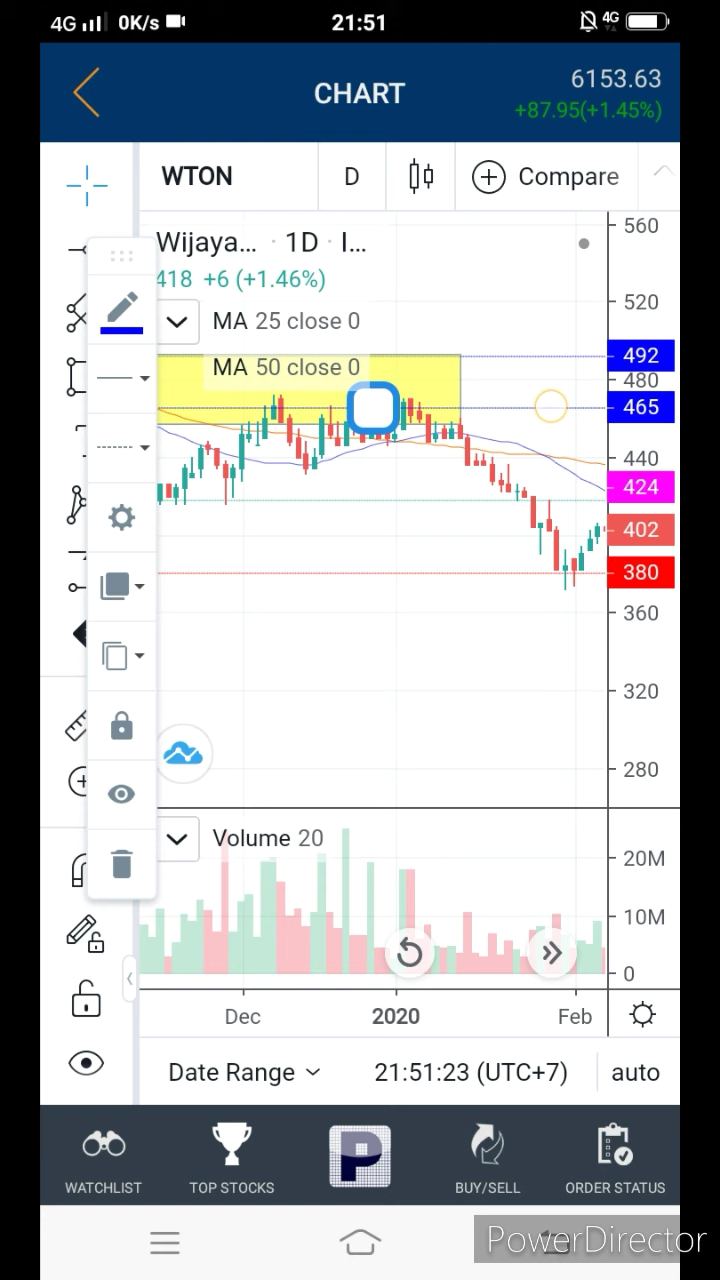 4G 0K/s 21:51 4G
CHART
6153.63
+87.95(+1.45%)
WTON D Compare
Wijaya... · 1D · I...
418 +6 (+1.46%)
MA 25 close 0
MA 50 close 0
560
520
492
480
465
440
424
402
380
360
320
280
Volume 20
20M
10M
0
Dec 2020 Feb
Date Range 21:51:23 (UTC+7) auto
WATCHLIST TOP STOCKS P BUY/SELL ORDER STATUS
PowerDirector